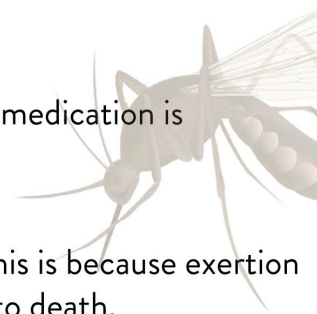 medication is
his is because exertion
to death.